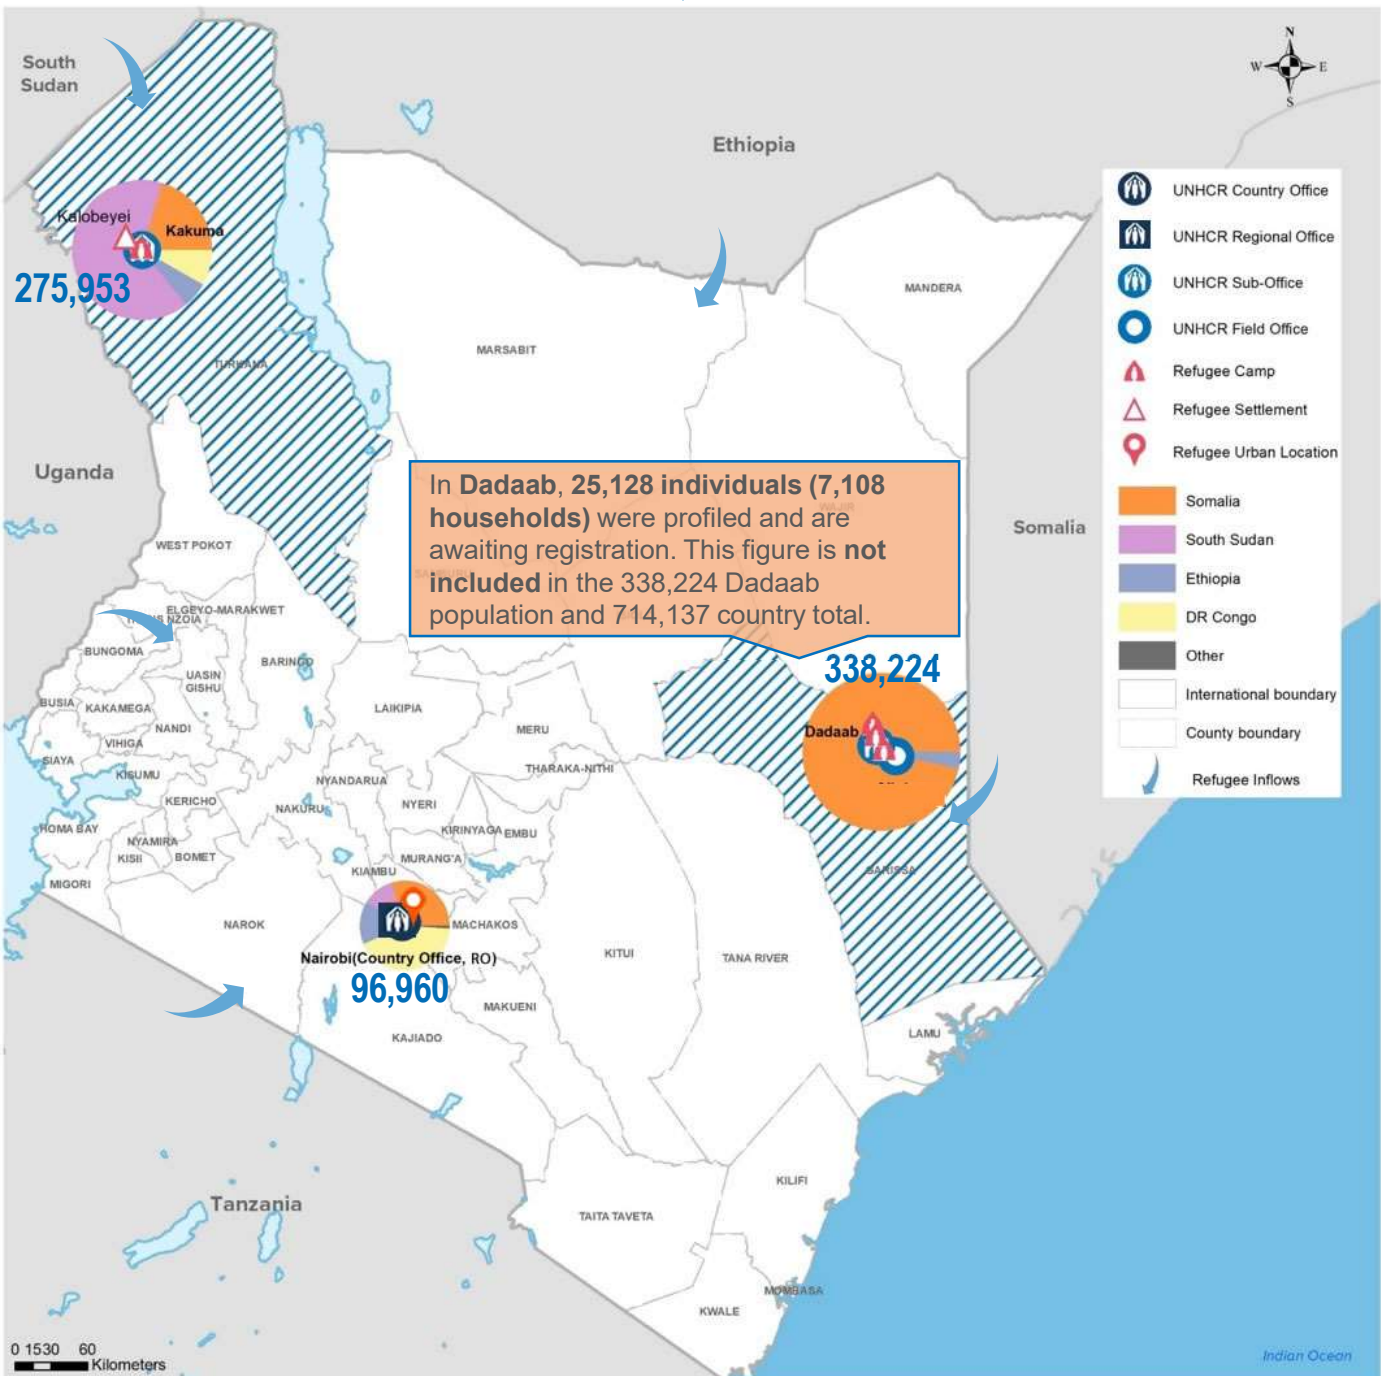 South
Sudan
N
W
E
S
Ethiopia
UNHCR Country Office
UNHCR Regional Office
UNHCR Sub-Office
UNHCR Field Office
Refugee Camp
Refugee Settlement
Refugee Urban Location
Somalia
South Sudan
Ethiopia
DR Congo
Other
International boundary
County boundary
Refugee Inflows
Kalobeyei
Kakuma
275,953
MANDERA
MARSABIT
TURKANA
Uganda
Somalia
In Dadaab, 25,128 individuals (7,108
households) were profiled and are
awaiting registration. This figure is not
included in the 338,224 Dadaab
population and 714,137 country total.
WEST POKOT
ELGEYO-MARAKWET
NZOIA
BUNGOMA
BARINGO
UASIN
GISHU
338,224
Dadaab
BUSIA
KAKAMEGA
LAIKIPIA
NANDI
MERU
VIHIGA
SIAYA
KISUMU
THARAKA-NITHI
NYANDARUA
KERICHO
NAKURU
NYERI
HOMA BAY
KIRINYAGA
EMBU
NYAMIRA
KISII
BOMET
MURANG'A
KIAMBU
GARISSA
MIGORI
NAROK
MACHAKOS
KITUI
TANA RIVER
Nairobi(Country Office, RO)
96,960
MAKUENI
KAJIADO
LAMU
KILIFI
Tanzania
TAITA TAVETA
MOMBASA
KWALE
0 1530 60
Kilometers
Indian Ocean